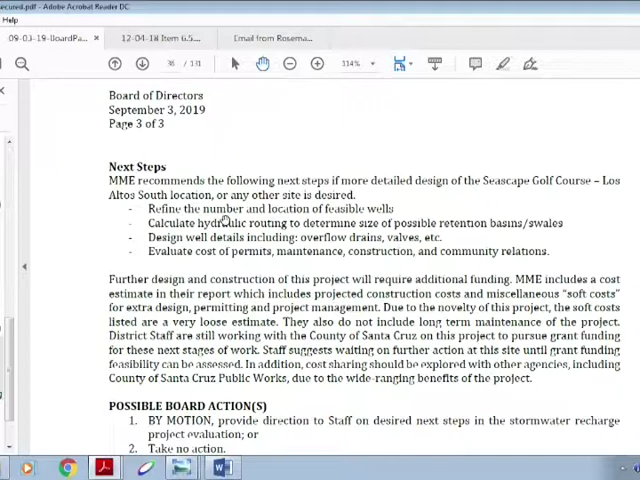 ecured.pdf - Adobe Acrobat Reader DC
Help
09-03-19-BoardPa... × 12-04-18 Item 6.5... Email from Rosema...
36 / 131 114%
Board of Directors
September 3, 2019
Page 3 of 3
Next Steps
MME recommends the following next steps if more detailed design of the Seascape Golf Course – Los
Altos South location, or any other site is desired.
- Refine the number and location of feasible wells
- Calculate hydraulic routing to determine size of possible retention basins/swales
- Design well details including: overflow drains, valves, etc.
- Evaluate cost of permits, maintenance, construction, and community relations.
Further design and construction of this project will require additional funding. MME includes a cost
estimate in their report which includes projected construction costs and miscellaneous “soft costs”
for extra design, permitting and project management. Due to the novelty of this project, the soft costs
listed are a very loose estimate. They also do not include long term maintenance of the project.
District Staff are still working with the County of Santa Cruz on this project to pursue grant funding
for these next stages of work. Staff suggests waiting on further action at this site until grant funding
feasibility can be assessed. In addition, cost sharing should be explored with other agencies, including
County of Santa Cruz Public Works, due to the wide-ranging benefits of the project.
POSSIBLE BOARD ACTION(S)
1. BY MOTION, provide direction to Staff on desired next steps in the stormwater recharge
project evaluation; or
2. Take no action.